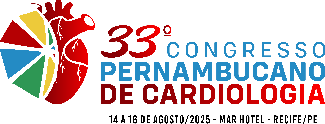 33º CONGRESSO
PERNAMBUCANO
DE CARDIOLOGIA
14 A 16 DE AGOSTO/2025 - MAR HOTEL - RECIFE/PE